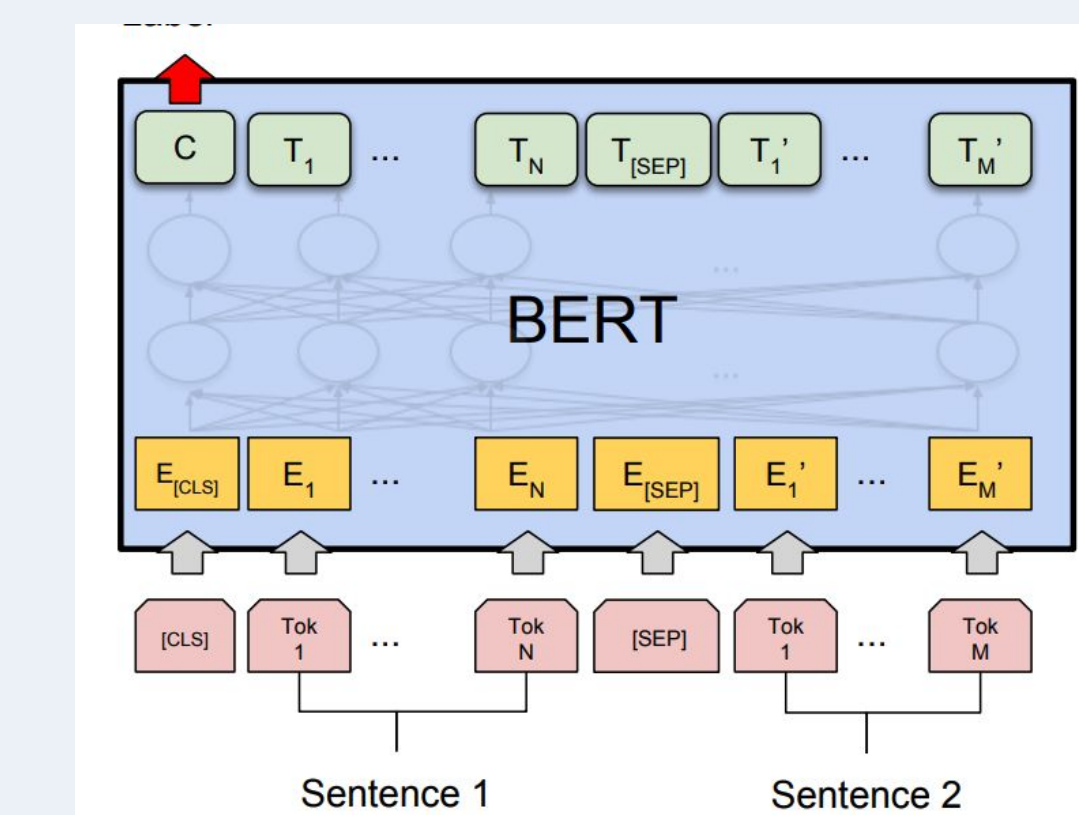 C T1 ... TN T[SEP] T1’ ... TM’
...
BERT
...
E[CLS] E1 ... EN E[SEP] E1’ ... EM’
[CLS] Tok 1 ... Tok N [SEP] Tok 1 ... Tok M
Sentence 1 Sentence 2